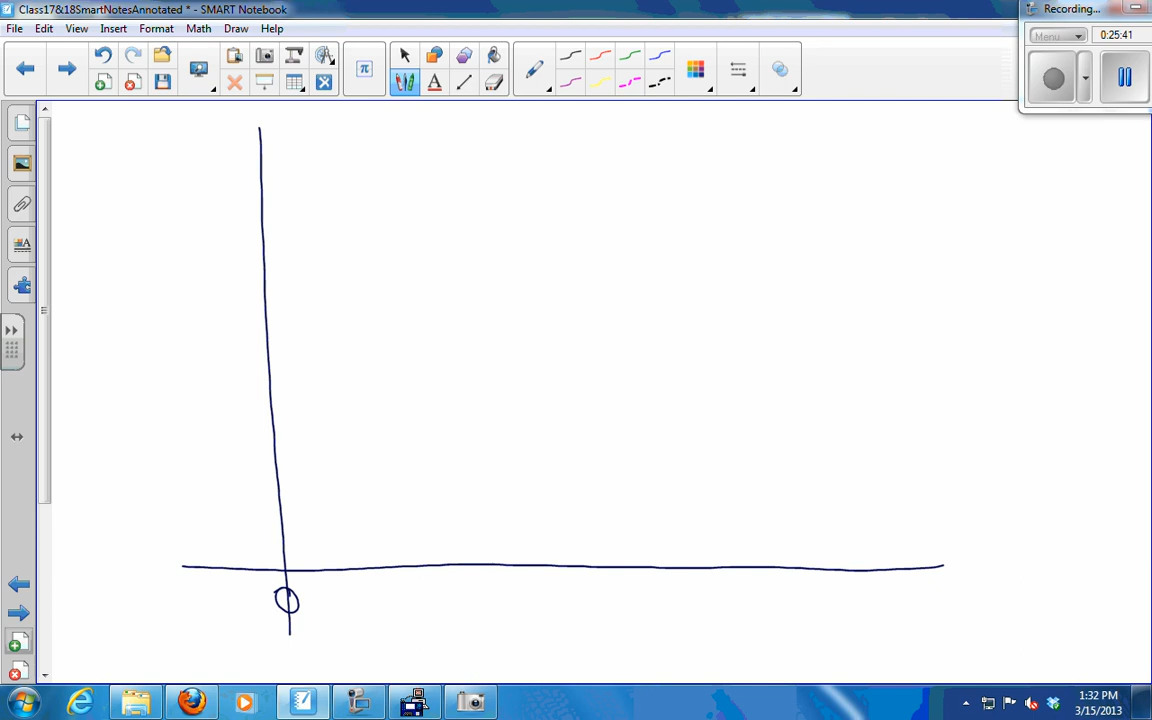 Class17&18SmartNotesAnnotated * - SMART Notebook
Recording...
File Edit View Insert Format Math Draw Help
Menu
0:25:41
π
A
A
0
1:32 PM
3/15/2013